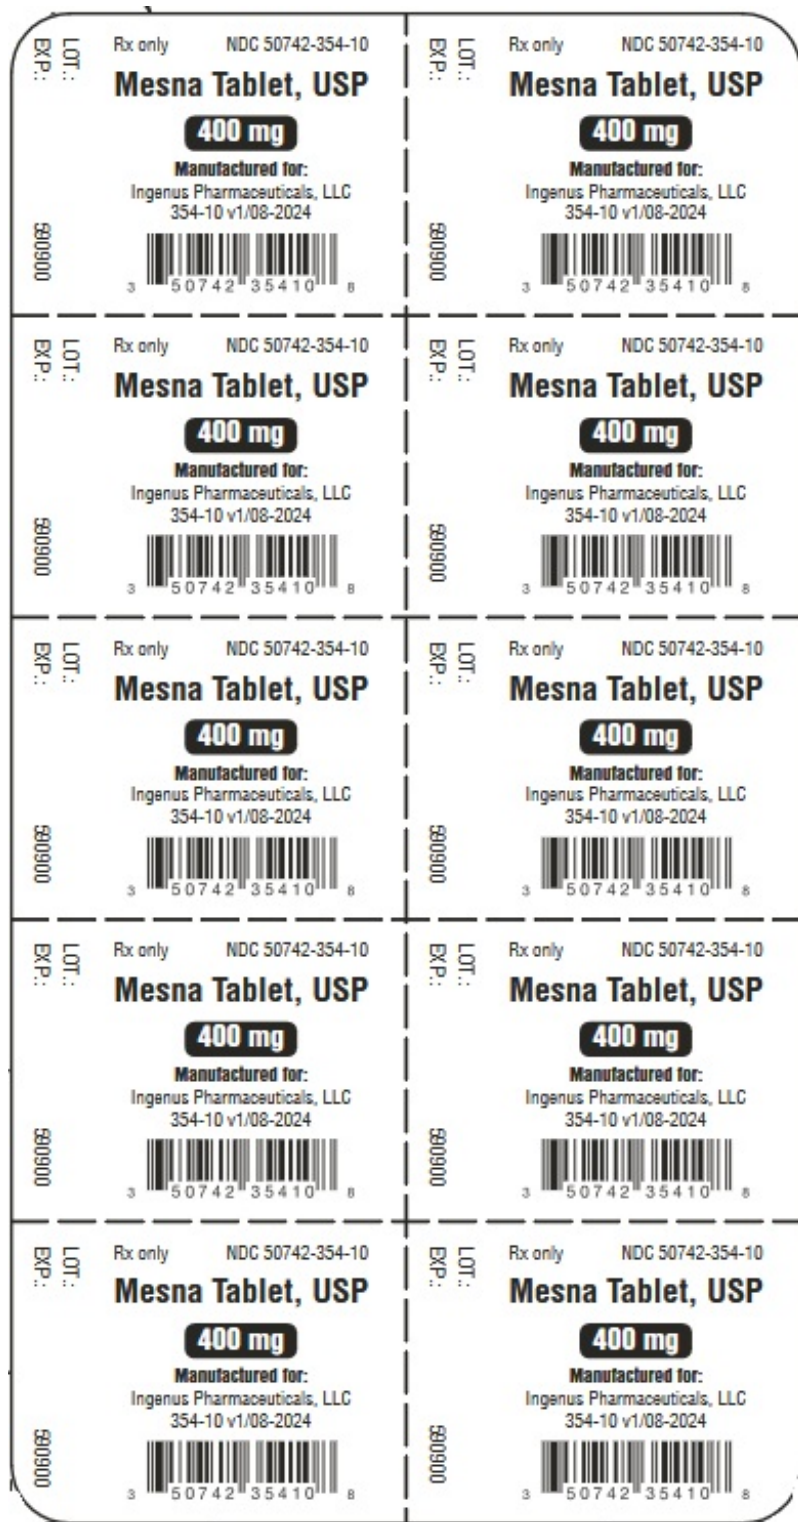 LOT.:
EXP.:
Rx only NDC 50742-354-10
Mesna Tablet, USP
400 mg
Manufactured for:
Ingenus Pharmaceuticals, LLC
354-10 v1/08-2024
3 50742 35410 8
LOT.:
EXP.:
Rx only NDC 50742-354-10
Mesna Tablet, USP
400 mg
Manufactured for:
Ingenus Pharmaceuticals, LLC
354-10 v1/08-2024
3 50742 35410 8
LOT.:
EXP.:
Rx only NDC 50742-354-10
Mesna Tablet, USP
400 mg
Manufactured for:
Ingenus Pharmaceuticals, LLC
354-10 v1/08-2024
3 50742 35410 8
LOT.:
EXP.:
Rx only NDC 50742-354-10
Mesna Tablet, USP
400 mg
Manufactured for:
Ingenus Pharmaceuticals, LLC
354-10 v1/08-2024
3 50742 35410 8
LOT.:
EXP.:
Rx only NDC 50742-354-10
Mesna Tablet, USP
400 mg
Manufactured for:
Ingenus Pharmaceuticals, LLC
354-10 v1/08-2024
3 50742 35410 8
LOT.:
EXP.:
Rx only NDC 50742-354-10
Mesna Tablet, USP
400 mg
Manufactured for:
Ingenus Pharmaceuticals, LLC
354-10 v1/08-2024
3 50742 35410 8
LOT.:
EXP.:
Rx only NDC 50742-354-10
Mesna Tablet, USP
400 mg
Manufactured for:
Ingenus Pharmaceuticals, LLC
354-10 v1/08-2024
3 50742 35410 8
LOT.:
EXP.:
Rx only NDC 50742-354-10
Mesna Tablet, USP
400 mg
Manufactured for:
Ingenus Pharmaceuticals, LLC
354-10 v1/08-2024
3 50742 35410 8
LOT.:
EXP.:
Rx only NDC 50742-354-10
Mesna Tablet, USP
400 mg
Manufactured for:
Ingenus Pharmaceuticals, LLC
354-10 v1/08-2024
3 50742 35410 8
LOT.:
EXP.:
Rx only NDC 50742-354-10
Mesna Tablet, USP
400 mg
Manufactured for:
Ingenus Pharmaceuticals, LLC
354-10 v1/08-2024
3 50742 35410 8